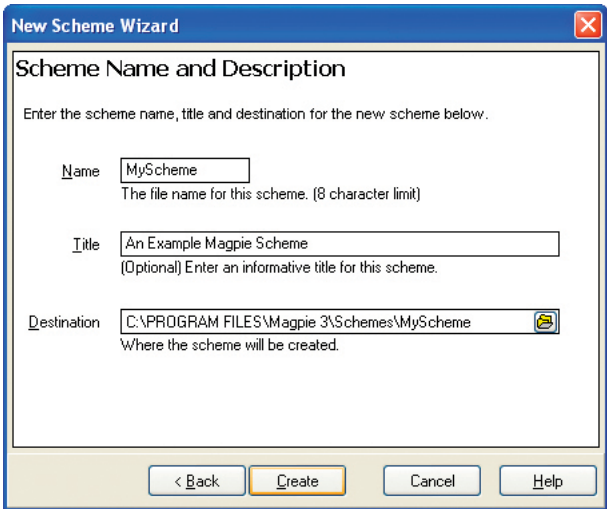 New Scheme Wizard
Scheme Name and Description
Enter the scheme name, title and destination for the new scheme below.
Name MyScheme
The file name for this scheme. (8 character limit)
Title An Example Magpie Scheme
(Optional) Enter an informative title for this scheme.
Destination C:\PROGRAM FILES\Magpie 3\Schemes\MyScheme
Where the scheme will be created.
< Back Create Cancel Help